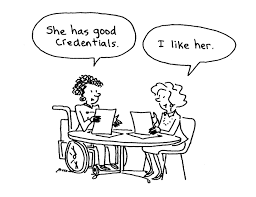 She has good
Credentials.
I like her.